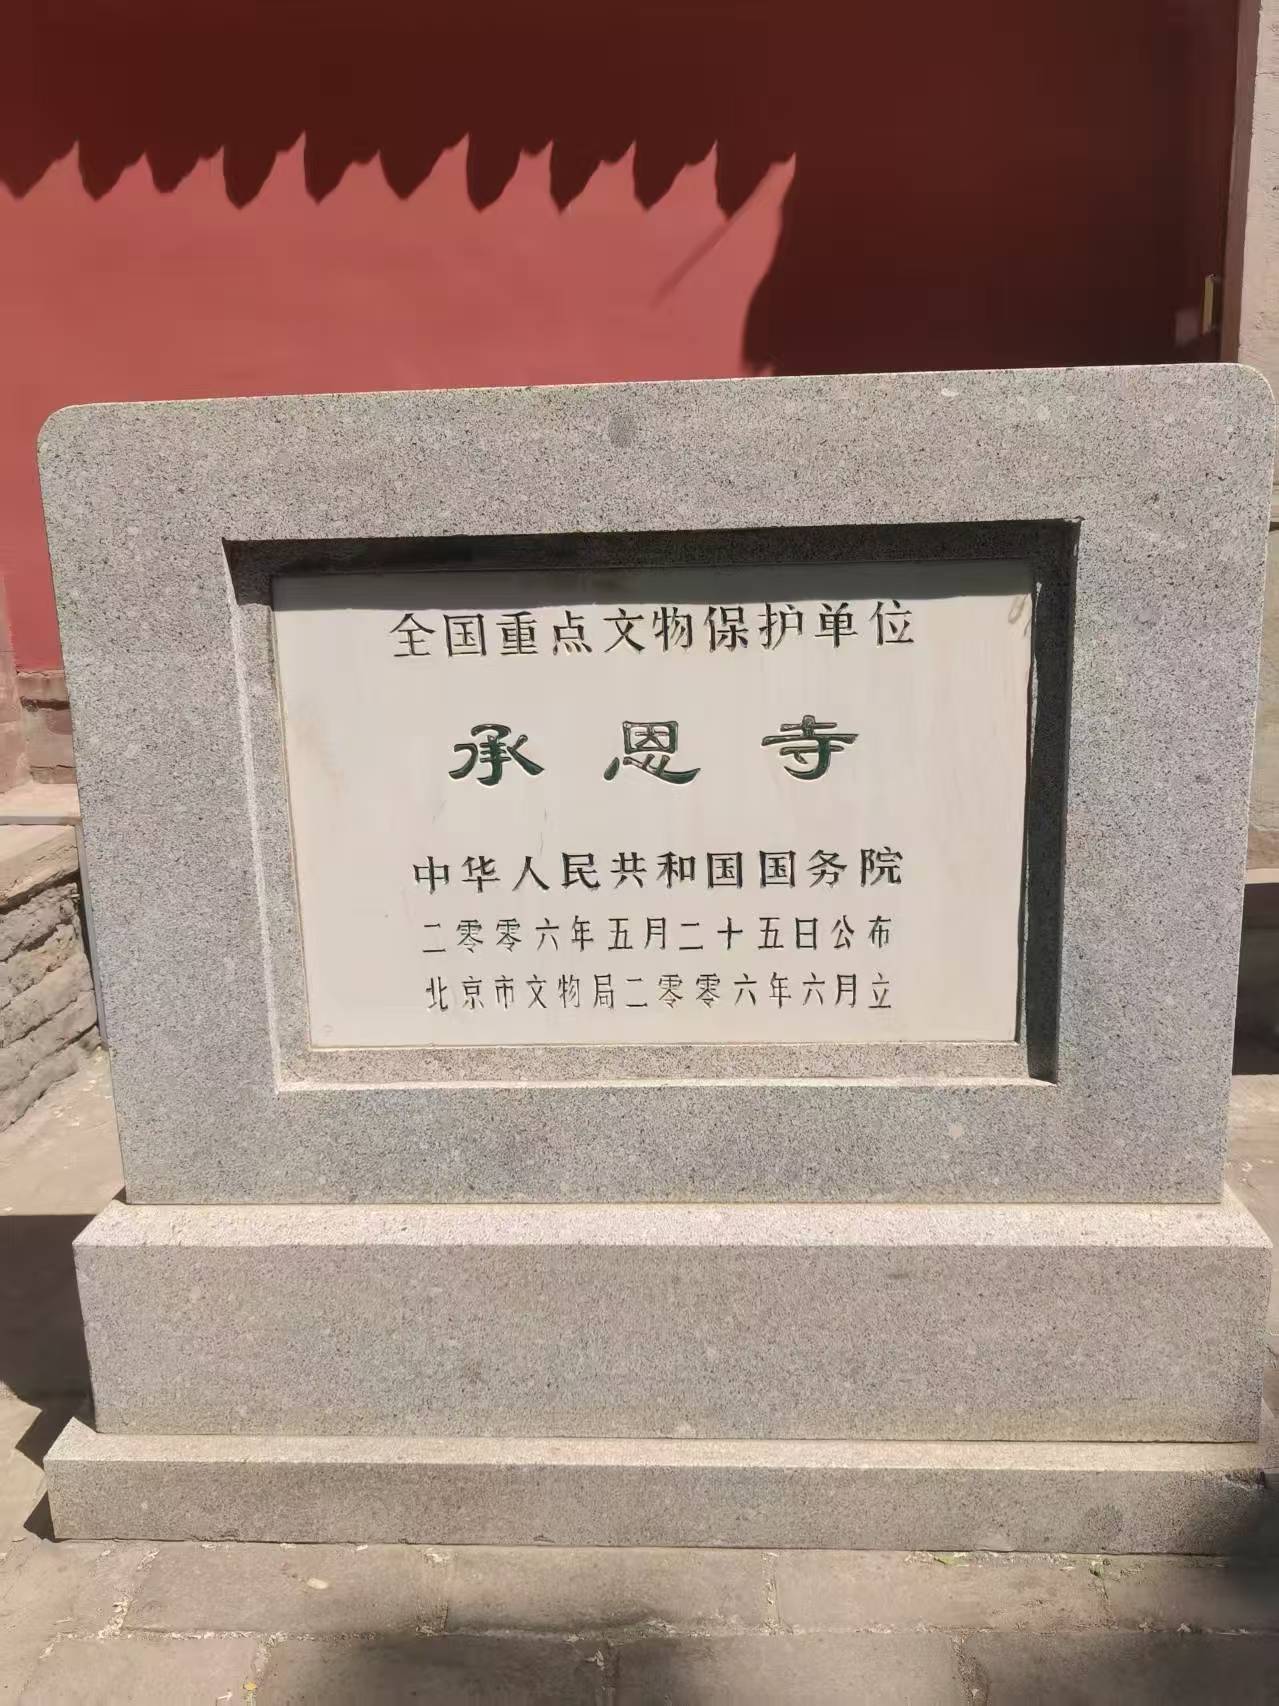 全国重点文物保护单位
承恩寺
中华人民共和国国务院
二零零六年五月二十五日公布
北京市文物局二零零六年六月立